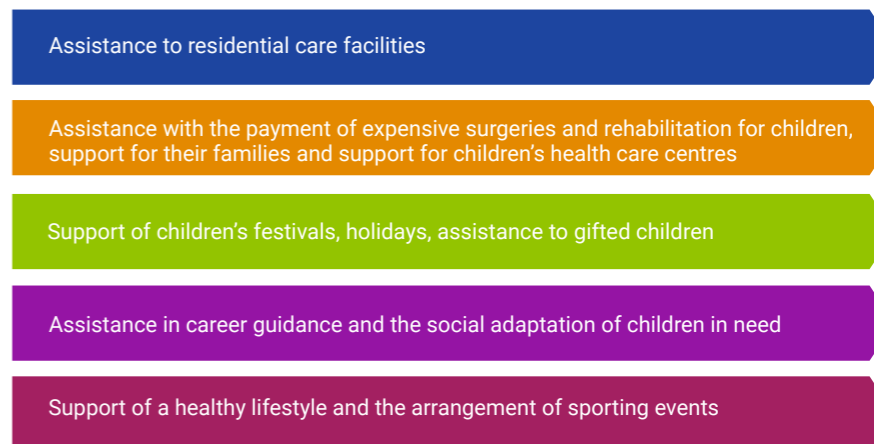 Assistance to residential care facilities
Assistance with the payment of expensive surgeries and rehabilitation for children,
support for their families and support for children’s health care centres
Support of children’s festivals, holidays, assistance to gifted children
Assistance in career guidance and the social adaptation of children in need
Support of a healthy lifestyle and the arrangement of sporting events